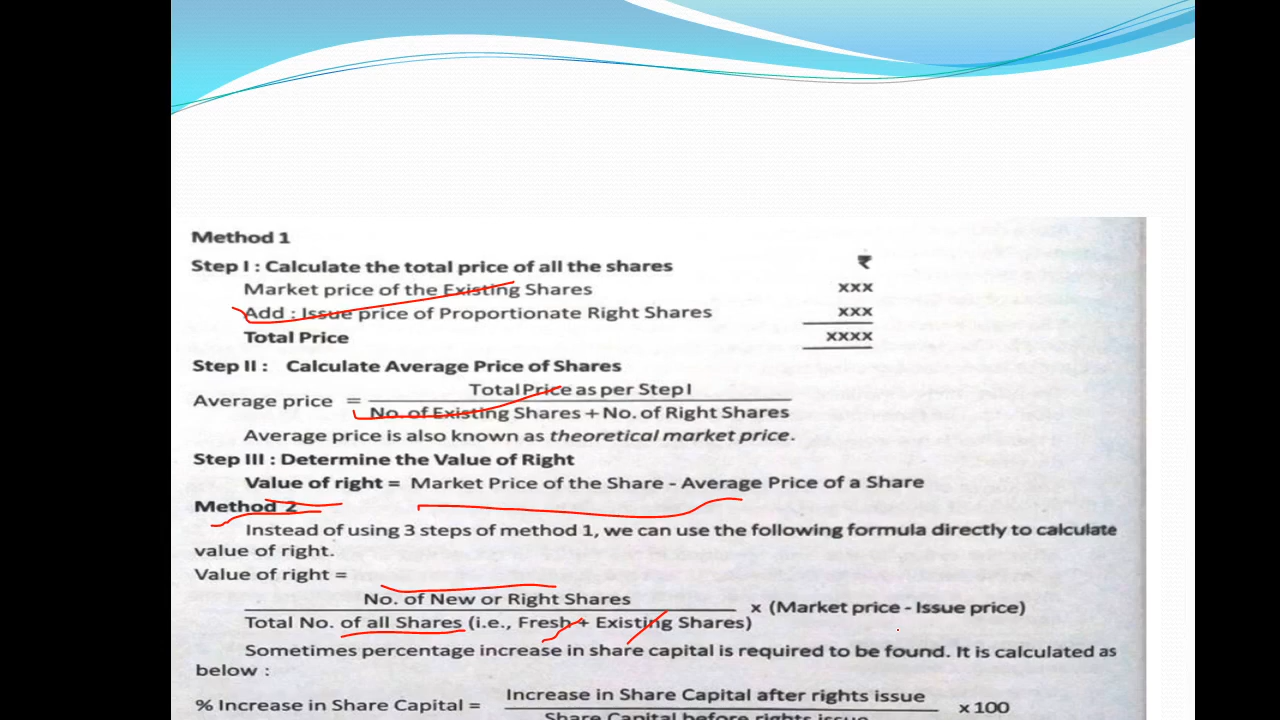 Method 1
Step I : Calculate the total price of all the shares ₹
Market price of the Existing Shares xxx
Add : Issue price of Proportionate Right Shares xxx
Total Price xxxx
Step II : Calculate Average Price of Shares
Total Price as per Step I
Average price =
No. of Existing Shares + No. of Right Shares
Average price is also known as theoretical market price.
Step III : Determine the Value of Right
Value of right = Market Price of the Share - Average Price of a Share
Method 2
Instead of using 3 steps of method 1, we can use the following formula directly to calculate
value of right.
Value of right =
No. of New or Right Shares
x (Market price - Issue price)
Total No. of all Shares (i.e., Fresh + Existing Shares)
Sometimes percentage increase in share capital is required to be found. It is calculated as
below :
Increase in Share Capital after rights issue
% Increase in Share Capital = x 100
Share Capital before rights issue